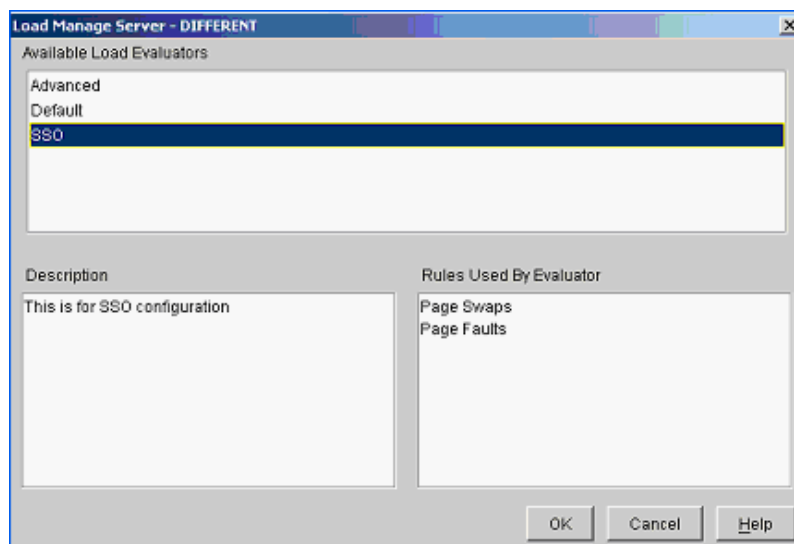 Load Manage Server - DIFFERENT
Available Load Evaluators
Advanced
Default
SSO
Description
This is for SSO configuration
Rules Used By Evaluator
Page Swaps
Page Faults
OK
Cancel
Help